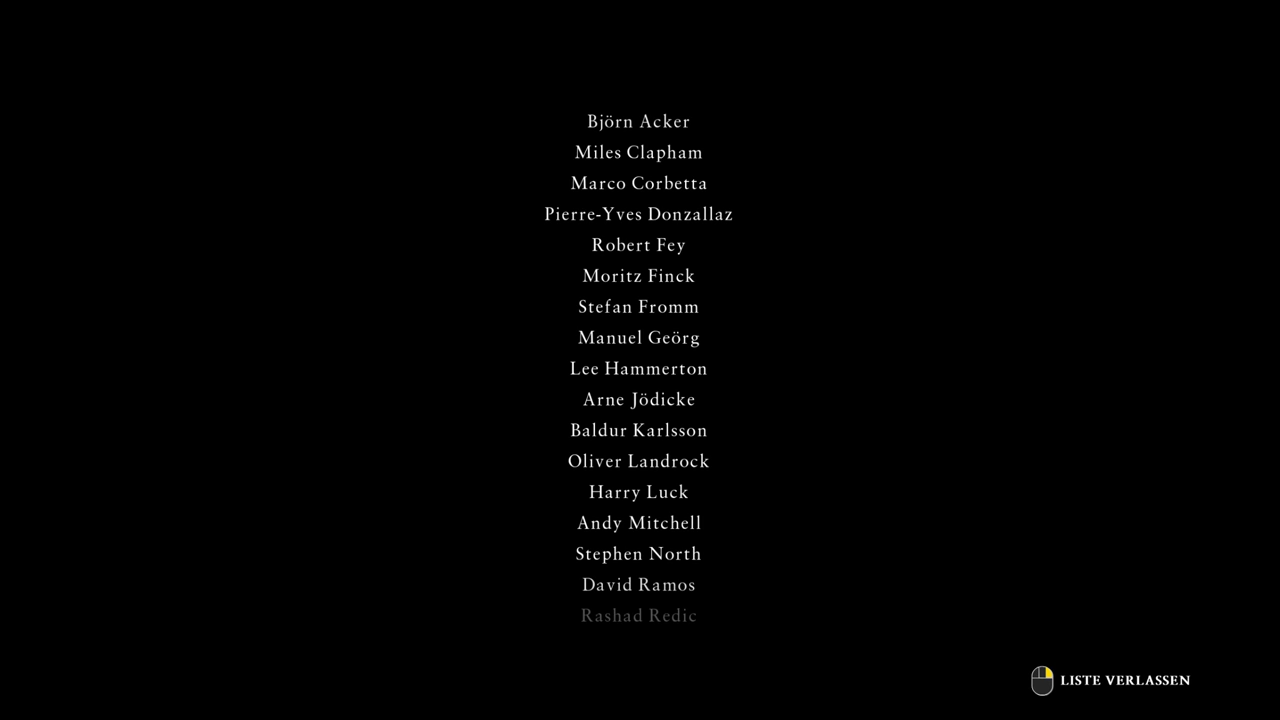 Björn Acker
Miles Clapham
Marco Corbetta
Pierre-Yves Donzallaz
Robert Fey
Moritz Finck
Stefan Fromm
Manuel Geörg
Lee Hammerton
Arne Jödicke
Baldur Karlsson
Oliver Landrock
Harry Luck
Andy Mitchell
Stephen North
David Ramos
Rashad Redic
LISTE VERLASSEN